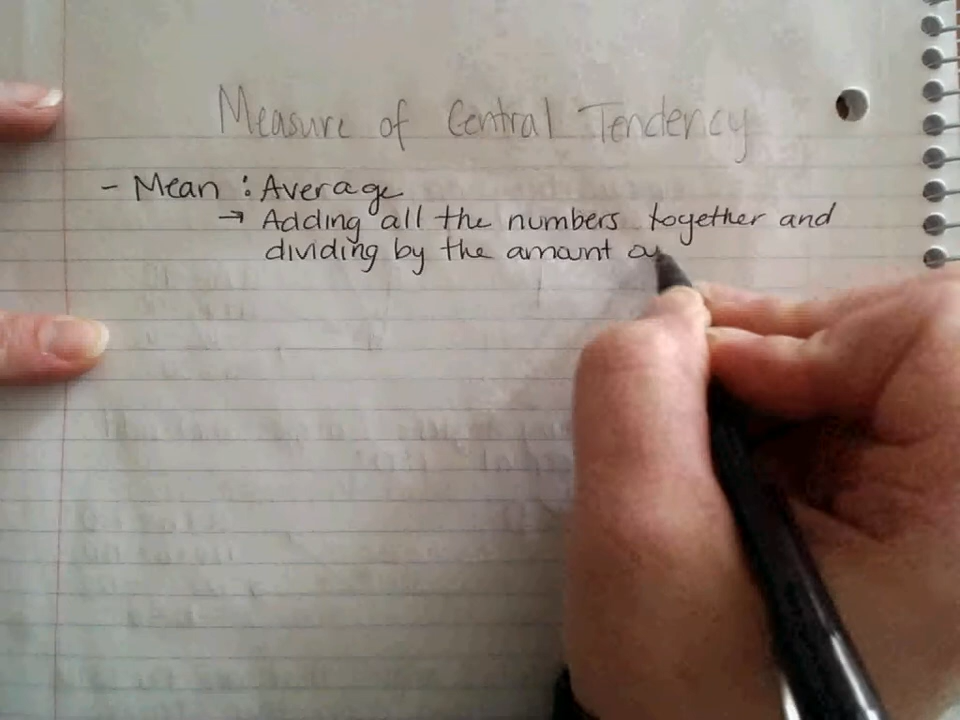 Measure of Central Tendency
- Mean : Average
→ Adding all the numbers together and
dividing by the amount